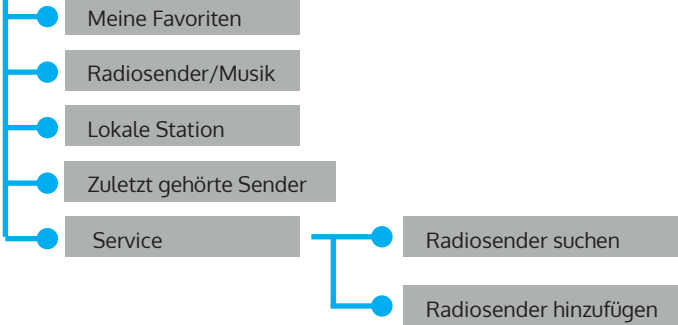 Meine Favoriten
Radiosender/Musik
Lokale Station
Zuletzt gehörte Sender
Service
Radiosender suchen
Radiosender hinzufügen